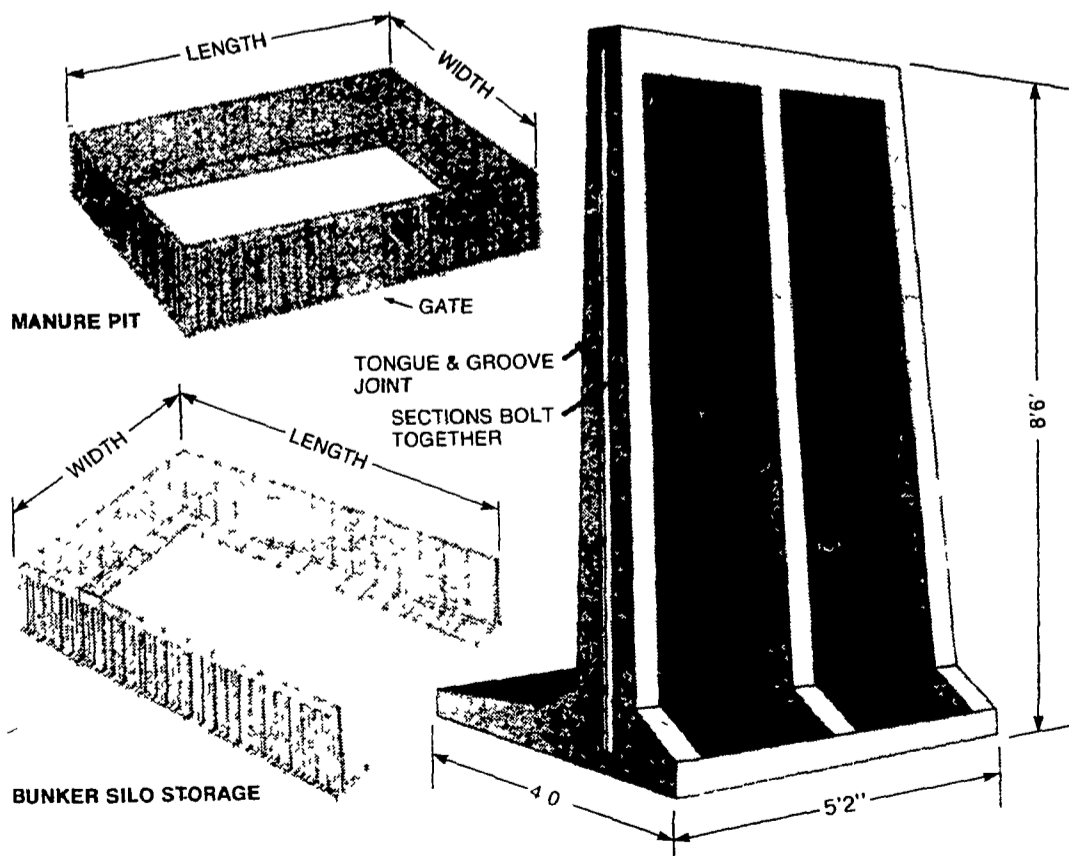 LENGTH
WIDTH
MANURE PIT
GATE
TONGUE & GROOVE
JOINT
SECTIONS BOLT
TOGETHER
8'6'
WIDTH
LENGTH
BUNKER SILO STORAGE
4 0
5'2"